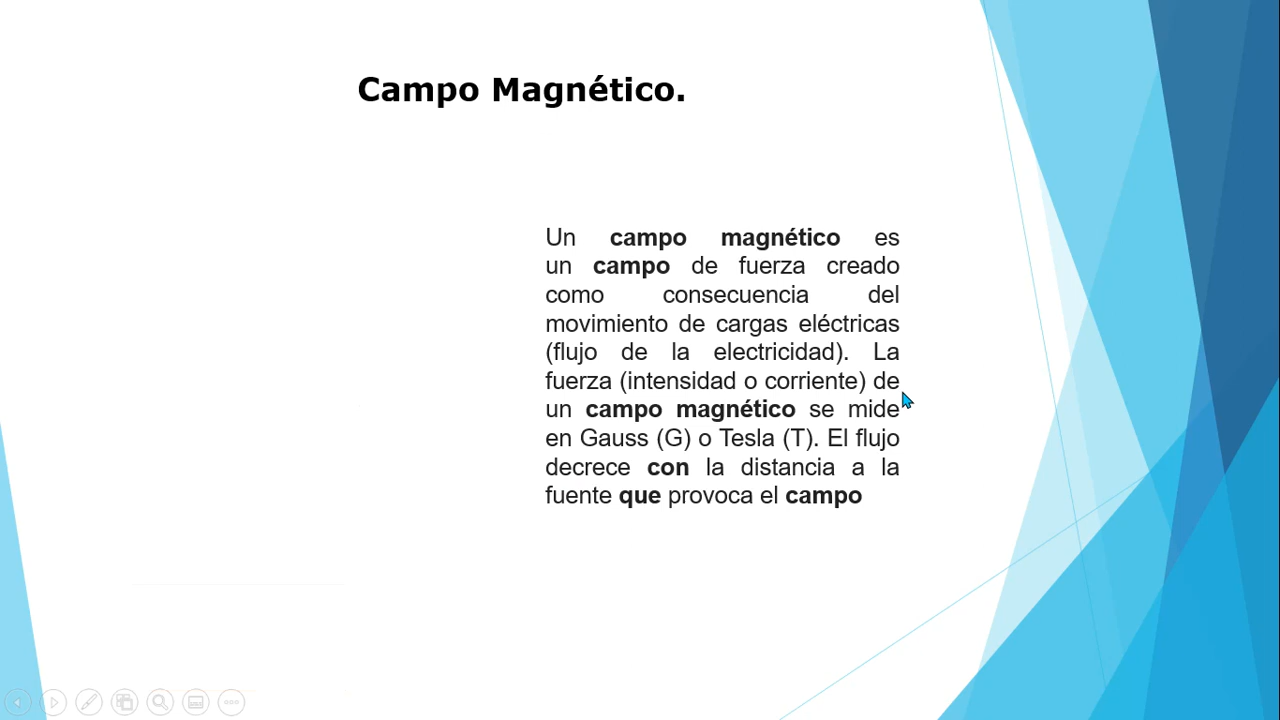 Campo Magnético.
Un campo magnético es
un campo de fuerza creado
como consecuencia del
movimiento de cargas eléctricas
(flujo de la electricidad). La
fuerza (intensidad o corriente) de
un campo magnético se mide
en Gauss (G) o Tesla (T). El flujo
decrece con la distancia a la
fuente que provoca el campo